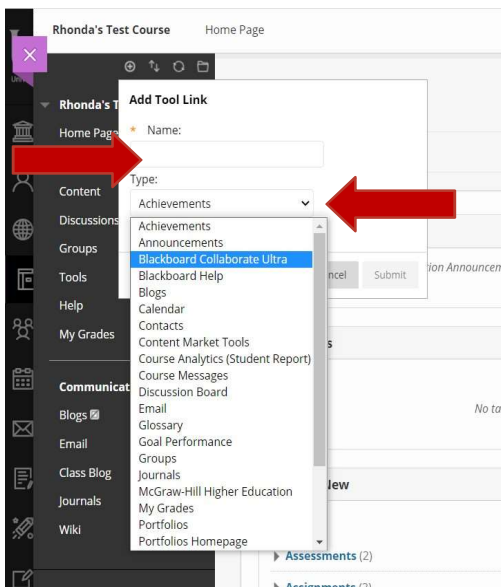 Rhonda's Test Course Home Page
Rhonda's T
Home Page
Content
Discussions
Groups
Tools
Help
My Grades
Communicat
Blogs
Email
Class Blog
Journals
Wiki
Add Tool Link
* Name:
Type:
Achievements
Achievements
Announcements
Blackboard Collaborate Ultra
Blackboard Help
Blogs
Calendar
Contacts
Content Market Tools
Course Analytics (Student Report)
Course Messages
Discussion Board
Email
Glossary
Goal Performance
Groups
Journals
McGraw-Hill Higher Education
My Grades
Portfolios
Portfolios Homepage
ncel Submit
ion Announcem
s
No ta
New
Assessments (2)